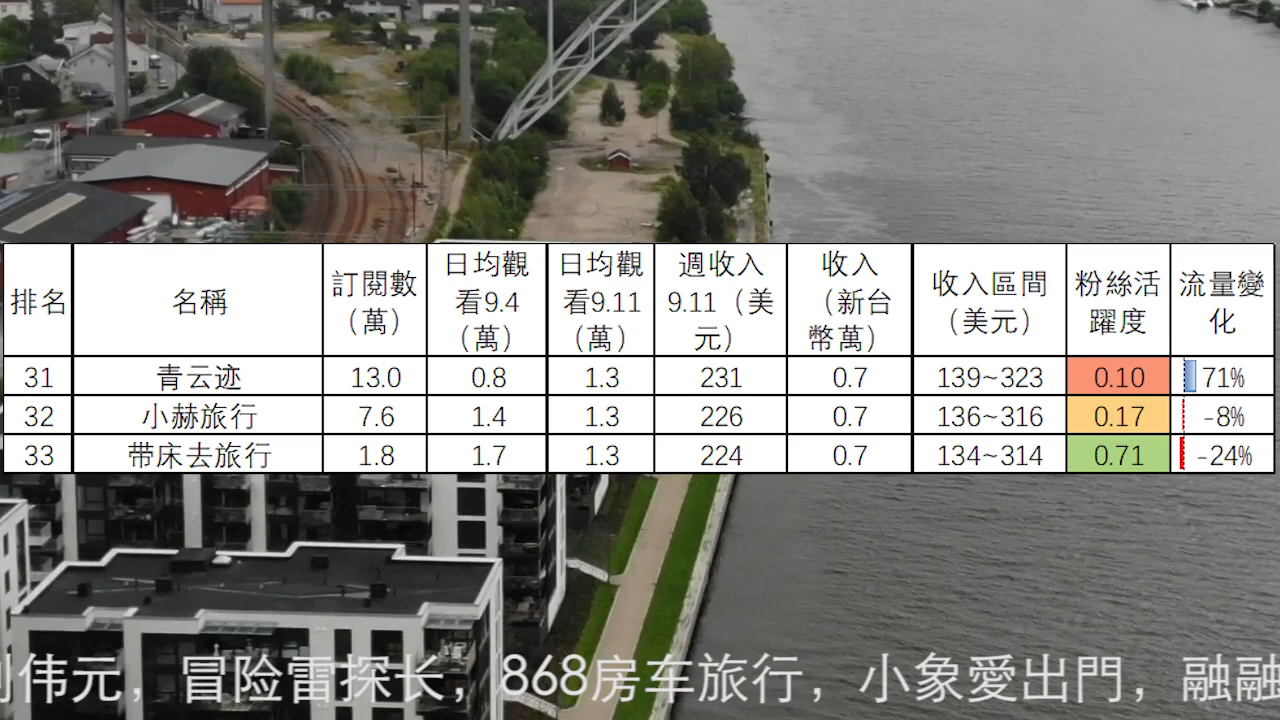 排名 名稱 訂閱數（萬） 日均觀看9.4（萬） 日均觀看9.11（萬） 週收入9.11（美元） 收入（新台幣萬） 收入區間（美元） 粉絲活躍度 流量變化
31 青云迹 13.0 0.8 1.3 231 0.7 139~323 0.10 71%
32 小赫旅行 7.6 1.4 1.3 226 0.7 136~316 0.17 -8%
33 带床去旅行 1.8 1.7 1.3 224 0.7 134~314 0.71 -24%
伟元，冒险雷探长，868房车旅行，小象愛出門，融融